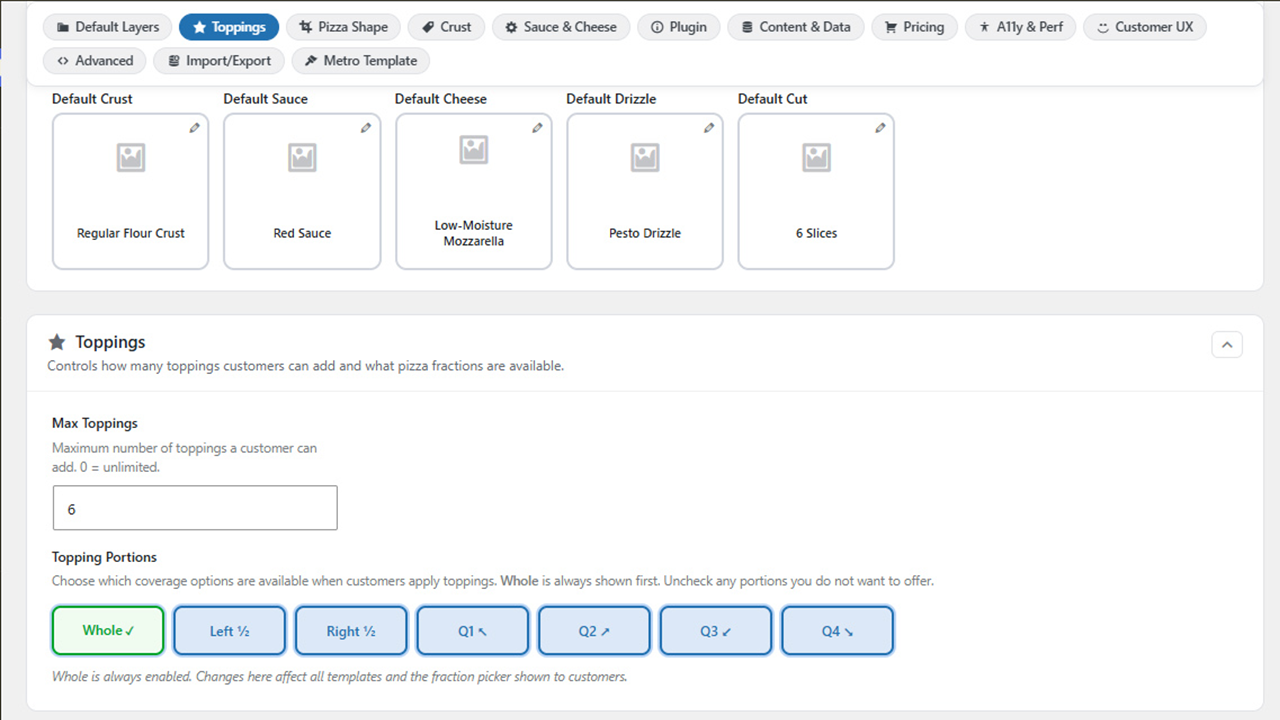 Default Layers
Toppings
Pizza Shape
Crust
Sauce & Cheese
Plugin
Content & Data
Pricing
A11y & Perf
Customer UX
Advanced
Import/Export
Metro Template
Default Crust
Default Sauce
Default Cheese
Default Drizzle
Default Cut
Regular Flour Crust
Red Sauce
Low-Moisture
Mozzarella
Pesto Drizzle
6 Slices
Toppings
Controls how many toppings customers can add and what pizza fractions are available.
Max Toppings
Maximum number of toppings a customer can
add. 0 = unlimited.
6
Topping Portions
Choose which coverage options are available when customers apply toppings. Whole is always shown first. Uncheck any portions you do not want to offer.
Whole ✓
Left ½
Right ½
Q1 ↖
Q2 ↗
Q3 ↙
Q4 ↘
Whole is always enabled. Changes here affect all templates and the fraction picker shown to customers.